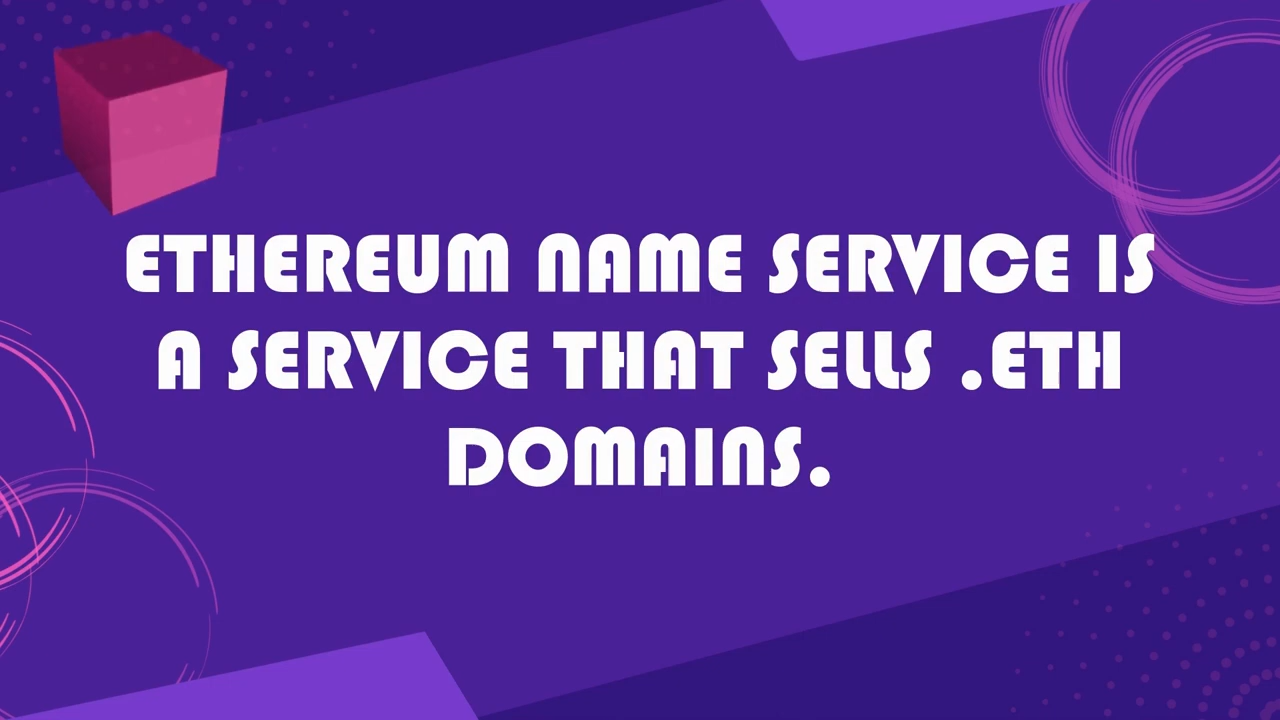 ETHEREUM NAME SERVICE IS
A SERVICE THAT SELLS .ETH
DOMAINS.